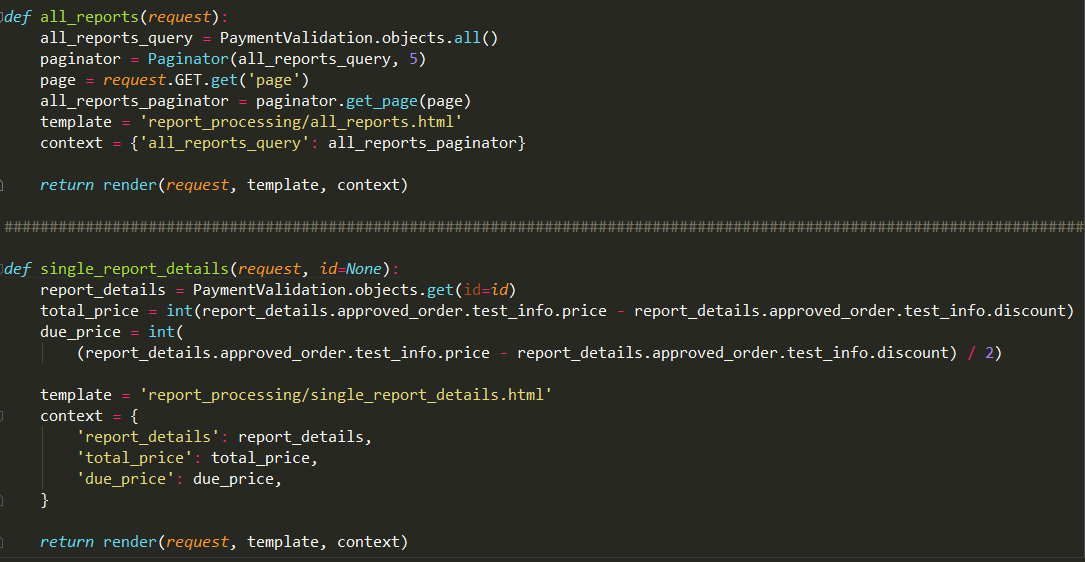 def all_reports(request):
    all_reports_query = PaymentValidation.objects.all()
    paginator = Paginator(all_reports_query, 5)
    page = request.GET.get('page')
    all_reports_paginator = paginator.get_page(page)
    template = 'report_processing/all_reports.html'
    context = {'all_reports_query': all_reports_paginator}

    return render(request, template, context)

########################################################################################################################

def single_report_details(request, id=None):
    report_details = PaymentValidation.objects.get(id=id)
    total_price = int(report_details.approved_order.test_info.price - report_details.approved_order.test_info.discount)
    due_price = int(
        (report_details.approved_order.test_info.price - report_details.approved_order.test_info.discount) / 2)

    template = 'report_processing/single_report_details.html'
    context = {
        'report_details': report_details,
        'total_price': total_price,
        'due_price': due_price,
    }

    return render(request, template, context)